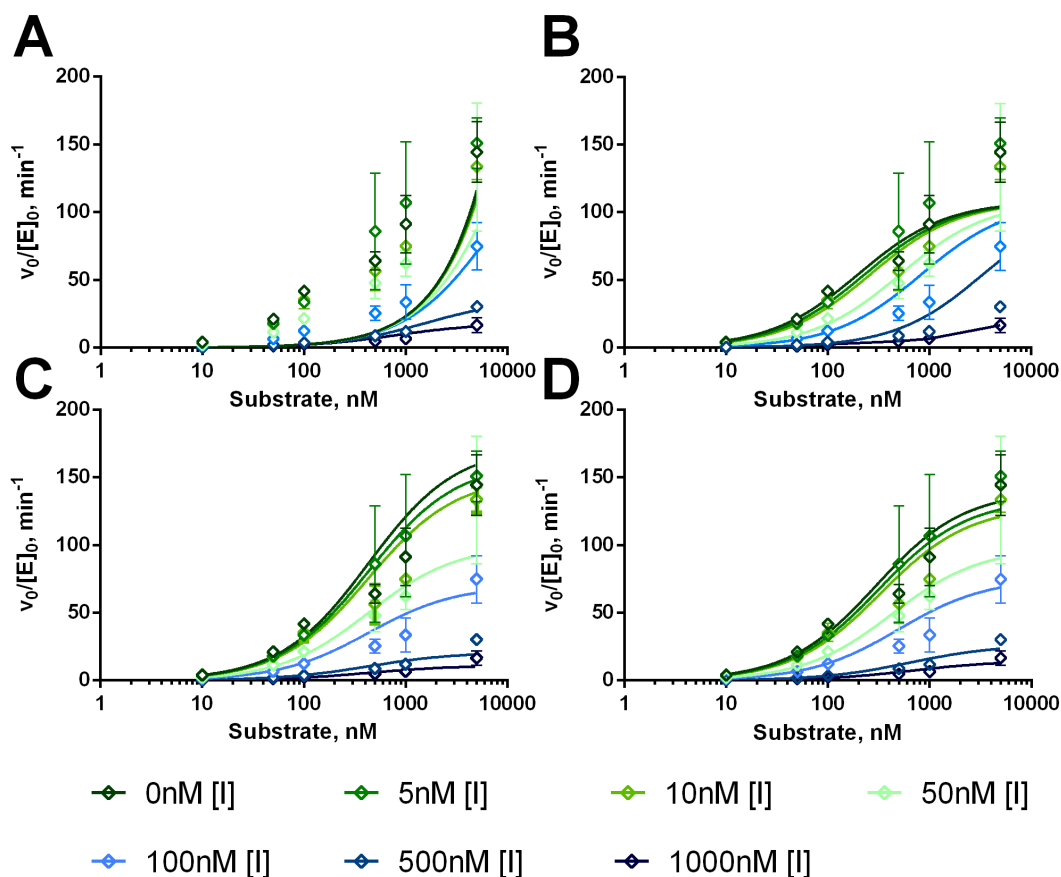 A
B
200
150
100
50
0
v₀/[E]₀, min⁻¹
1
10
100
1000
10000
Substrate, nM
200
150
100
50
0
v₀/[E]₀, min⁻¹
1
10
100
1000
10000
Substrate, nM
C
D
200
150
100
50
0
v₀/[E]₀, min⁻¹
1
10
100
1000
10000
Substrate, nM
200
150
100
50
0
v₀/[E]₀, min⁻¹
1
10
100
1000
10000
Substrate, nM
0nM [I]
5nM [I]
10nM [I]
50nM [I]
100nM [I]
500nM [I]
1000nM [I]